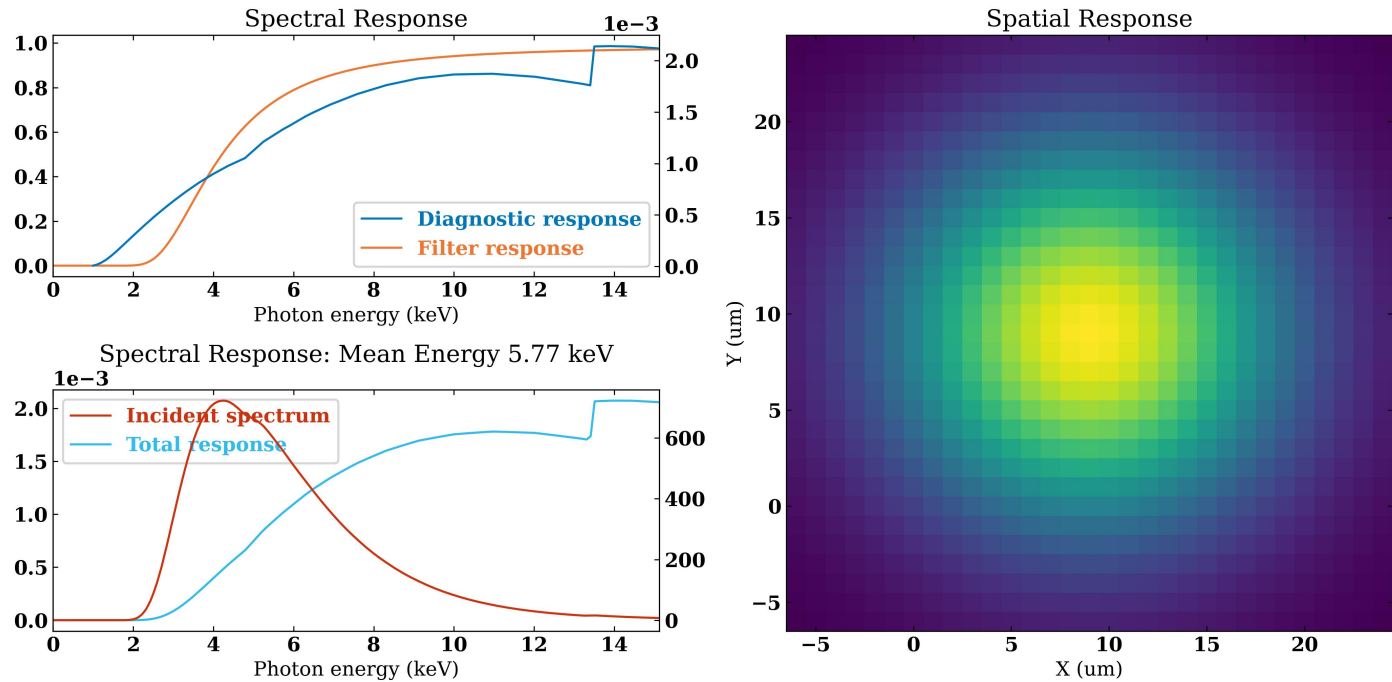 Spectral Response
1e-3
1.0
0.8
0.6
0.4
0.2
0.0
2.0
1.5
1.0
0.5
0.0
Diagnostic response
Filter response
0 2 4 6 8 10 12 14
Photon energy (keV)
Spectral Response: Mean Energy 5.77 keV
1e-3
2.0
1.5
1.0
0.5
0.0
600
400
200
0
Incident spectrum
Total response
0 2 4 6 8 10 12 14
Photon energy (keV)
Spatial Response
Y (um)
20
15
10
5
0
−5
−5 0 5 10 15 20
X (um)